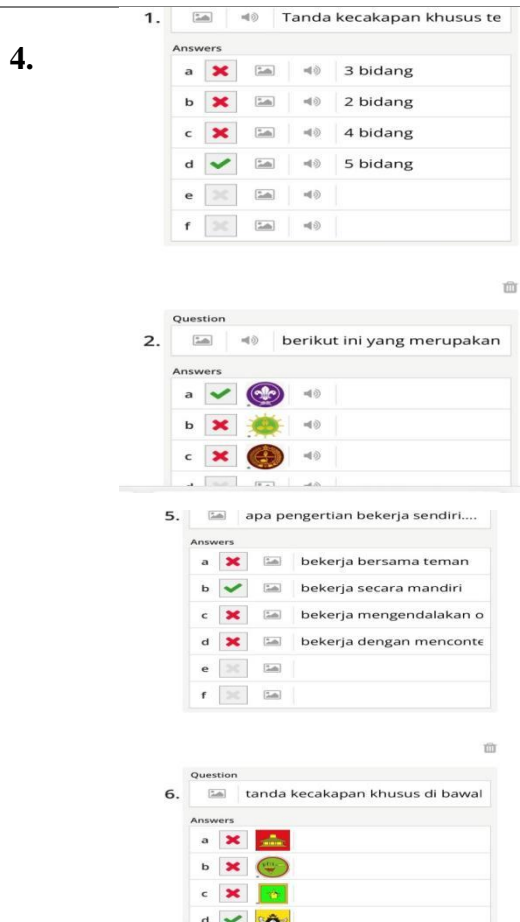 4.
1. Tanda kecakapan khusus te
Answers
a 3 bidang
b 2 bidang
c 4 bidang
d 5 bidang
e
f
Question
2. berikut ini yang merupakan
Answers
a
b
c
d
5. apa pengertian bekerja sendiri....
Answers
a bekerja bersama teman
b bekerja secara mandiri
c bekerja mengendalakan o
d bekerja dengan menconte
e
f
Question
6. tanda kecakapan khusus di bawa
Answers
a
b
c
d